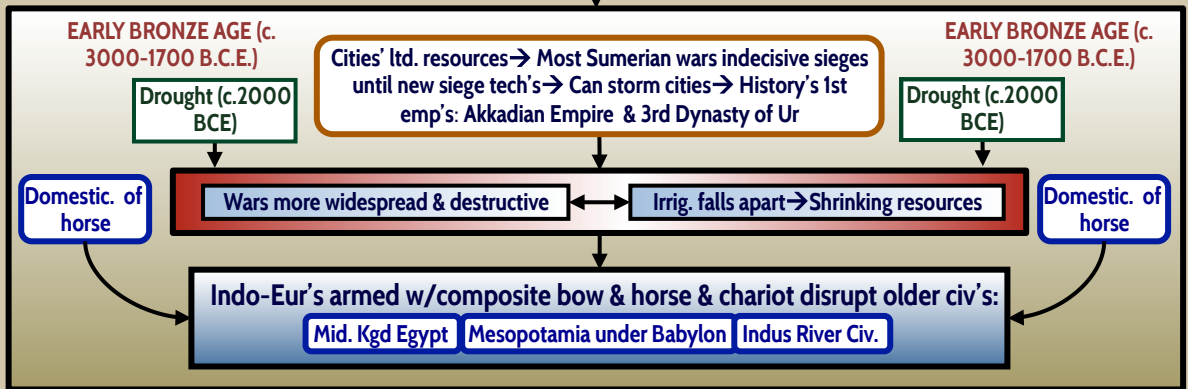 EARLY BRONZE AGE (c.
3000-1700 B.C.E.)
Drought (c.2000
BCE)
Cities’ ltd. resources→ Most Sumerian wars indecisive sieges
until new siege tech’s→ Can storm cities→ History’s 1st
emp’s: Akkadian Empire & 3rd Dynasty of Ur
EARLY BRONZE AGE (c.
3000-1700 B.C.E.)
Drought (c.2000
BCE)
Domestic. of
horse
Wars more widespread & destructive
Irrig. falls apart→Shrinking resources
Domestic. of
horse
Indo-Eur’s armed w/composite bow & horse & chariot disrupt older civ’s:
Mid. Kgd Egypt
Mesopotamia under Babylon
Indus River Civ.